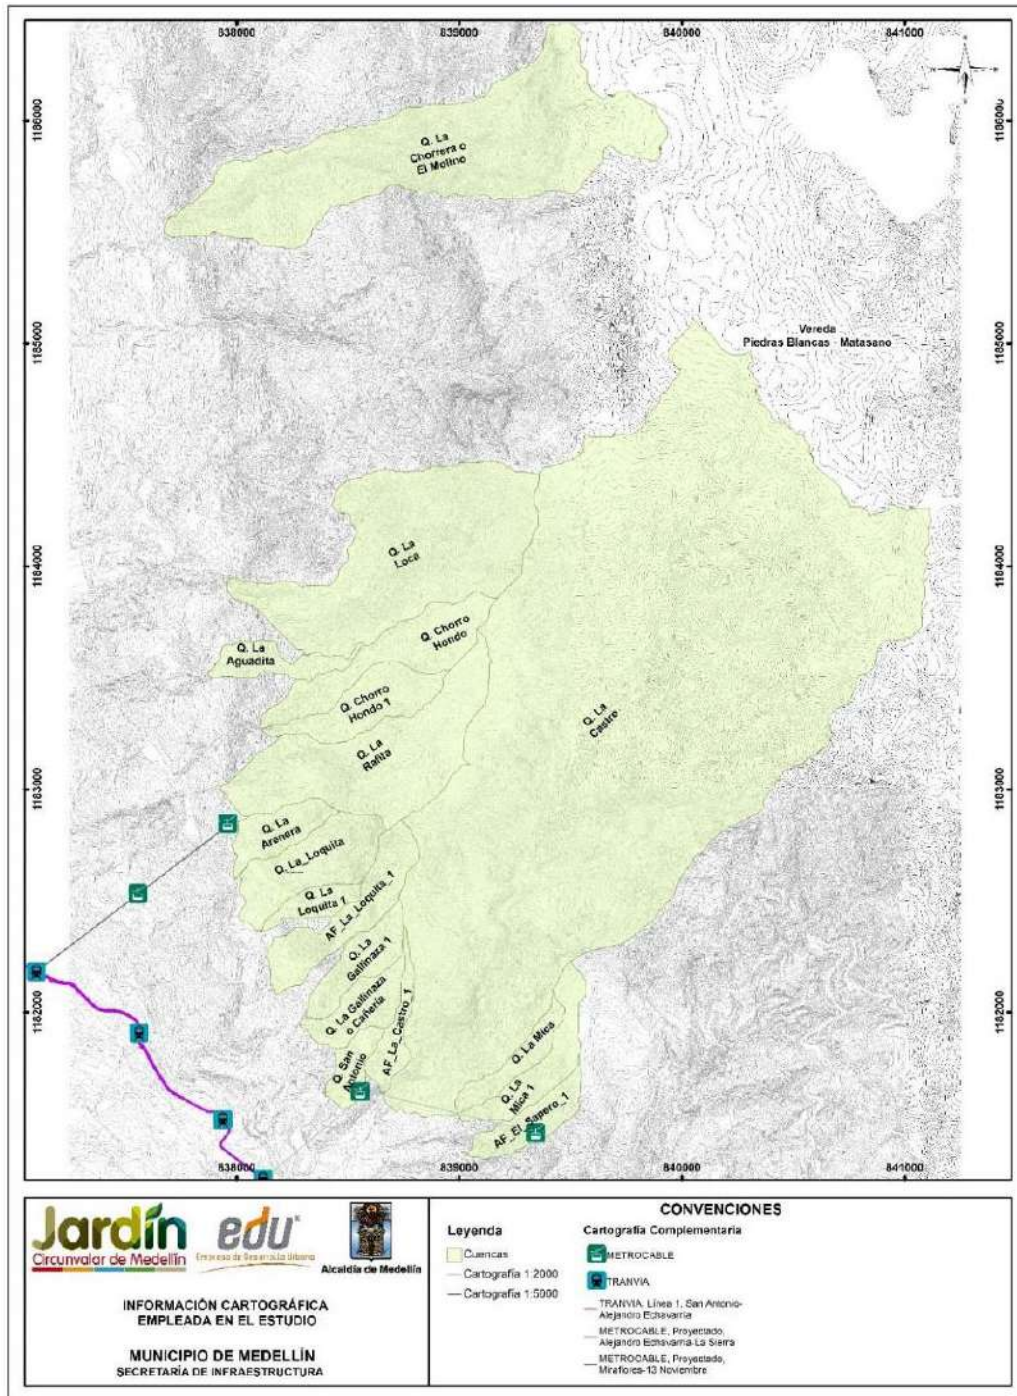 838000
839000
840000
841000
1186000
1186000
Q. La
Chorrera o
El Molino
1185000
1185000
Vereda
Piedras Blancas - Matasano
1184000
1184000
Q. La
Loca
Q. Chorro
Hondo
Q. La
Aguadita
Q. Chorro
Hondo 1
Q. La
Castro
Q. La
Rafita
1183000
1183000
Q. La
Arenera
Q. La_Loquita
Q. La
Loquita 1
AF_La_Loquita_1
Q. La
Gallinaza 1
1182000
1182000
Q. La Gallinaza
o Cañería
AF_La_Castro_1
Q. San
Antonio
Q. La Mica
Q. La
Mica 1
AF_El_Sapero_1
838000
839000
840000
841000
Jardín
Circunvalar de Medellín
edu
Empresa de Desarrollo Urbano
Alcaldía de Medellín
INFORMACIÓN CARTOGRÁFICA
EMPLEADA EN EL ESTUDIO
MUNICIPIO DE MEDELLÍN
SECRETARÍA DE INFRAESTRUCTURA
CONVENCIONES
Leyenda
Cuencas
Cartografía 1:2000
Cartografía 1:5000
Cartografía Complementaria
METROCABLE
TRANVIA
TRANVIA, Línea 1, San Antonio-
Alejandro Echavarría
METROCABLE, Proyectado,
Alejandro Echavarria-La Sierra
METROCABLE, Proyectado,
Miraflores-13 Noviembre